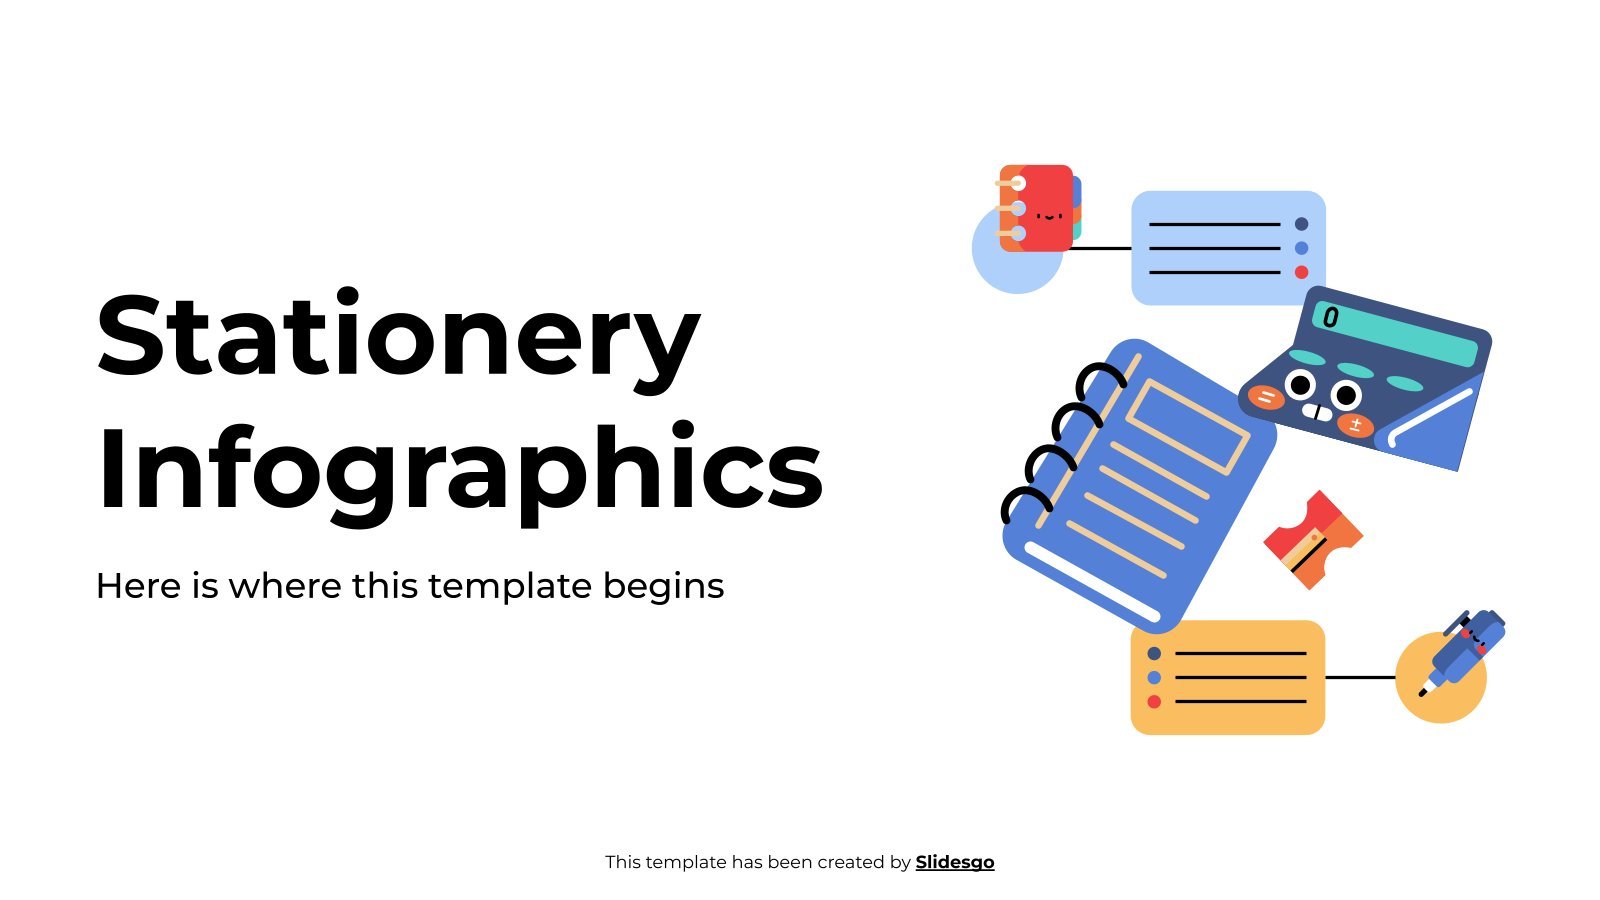 Stationery
Infographics
Here is where this template begins
0
=
±
This template has been created by Slidesgo